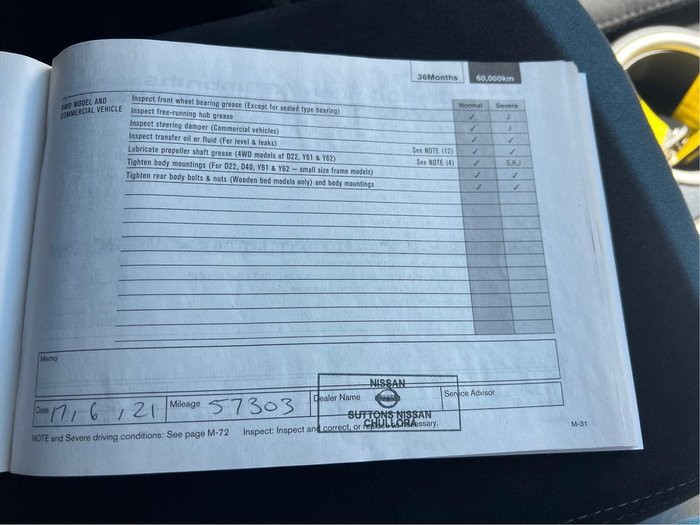 36Months 60,000km
4WD MODEL AND
COMMERCIAL VEHICLE
Normal Severe
Inspect front wheel bearing grease (Except for sealed type bearing) ✓ J
Inspect free-running hub grease ✓ J
Inspect steering damper (Commercial vehicles) ✓ ✓
Inspect transfer oil or fluid (For level & leaks) ✓ ✓
Lubricate propeller shaft grease (4WD models of D22, Y61 & Y62) See NOTE (12) ✓ G,H,J
Tighten body mountings (For D22, D40, Y61 & Y62 – small size frame models) See NOTE (4) ✓ ✓
Tighten rear body bolts & nuts (Wooden bed models only) and body mountings ✓ ✓
Memo
Date 17, 6, 21 Mileage 57303 Dealer Name Service Advisor
NISSAN
NISSAN
SUTTONS NISSAN
CHULLORA
NOTE and Severe driving conditions: See page M-72 Inspect: Inspect and correct, or replace as necessary.
M-31